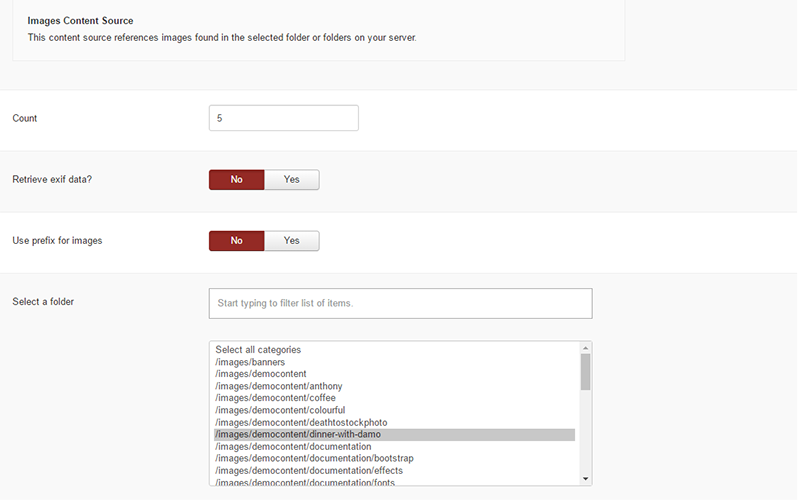 Images Content Source
This content source references images found in the selected folder or folders on your server.
Count
5
Retrieve exif data?
No
Yes
Use prefix for images
No
Yes
Select a folder
Start typing to filter list of items.
Select all categories
/images/banners
/images/democontent
/images/democontent/anthony
/images/democontent/coffee
/images/democontent/colourful
/images/democontent/deathtostockphoto
/images/democontent/dinner-with-damo
/images/democontent/documentation
/images/democontent/documentation/bootstrap
/images/democontent/documentation/effects
/images/democontent/documentation/fonts